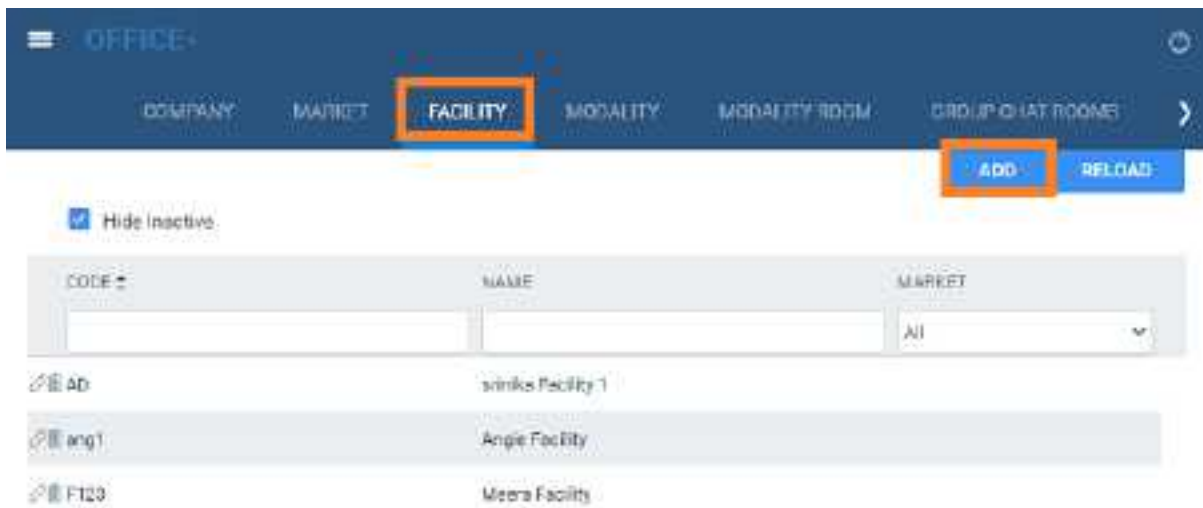 OFFICE+
COMPANY MARKET FACILITY MODALITY MODALITY ROOM GROUP CHAT ROOMS
ADD RELOAD
Hide Inactive
CODE NAME MARKET
All
AD srinika Facility 1
ang1 Angie Facility
F123 Meera Facility